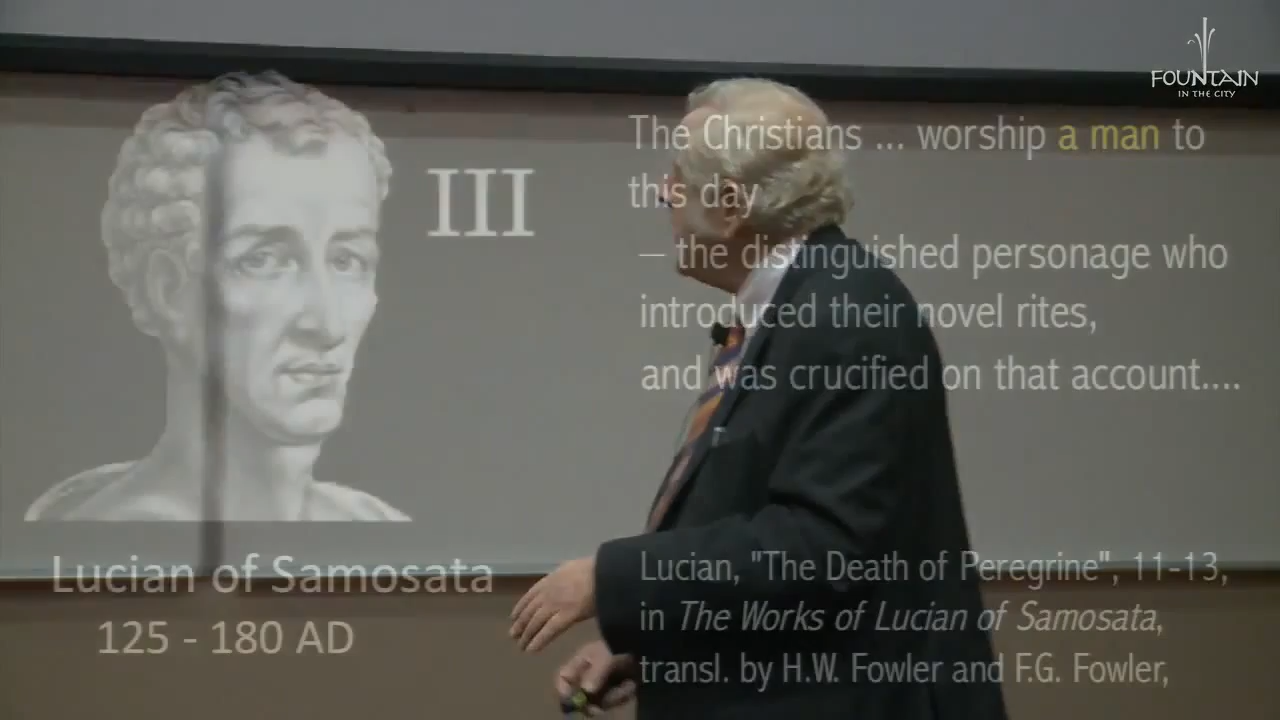 FOUNTAIN
IN THE CITY
III
Lucian of Samosata
125 - 180 AD
The Christians ... worship a man to
this day
– the distinguished personage who
introduced their novel rites,
and was crucified on that account....
Lucian, "The Death of Peregrine", 11-13,
in The Works of Lucian of Samosata,
transl. by H.W. Fowler and F.G. Fowler,